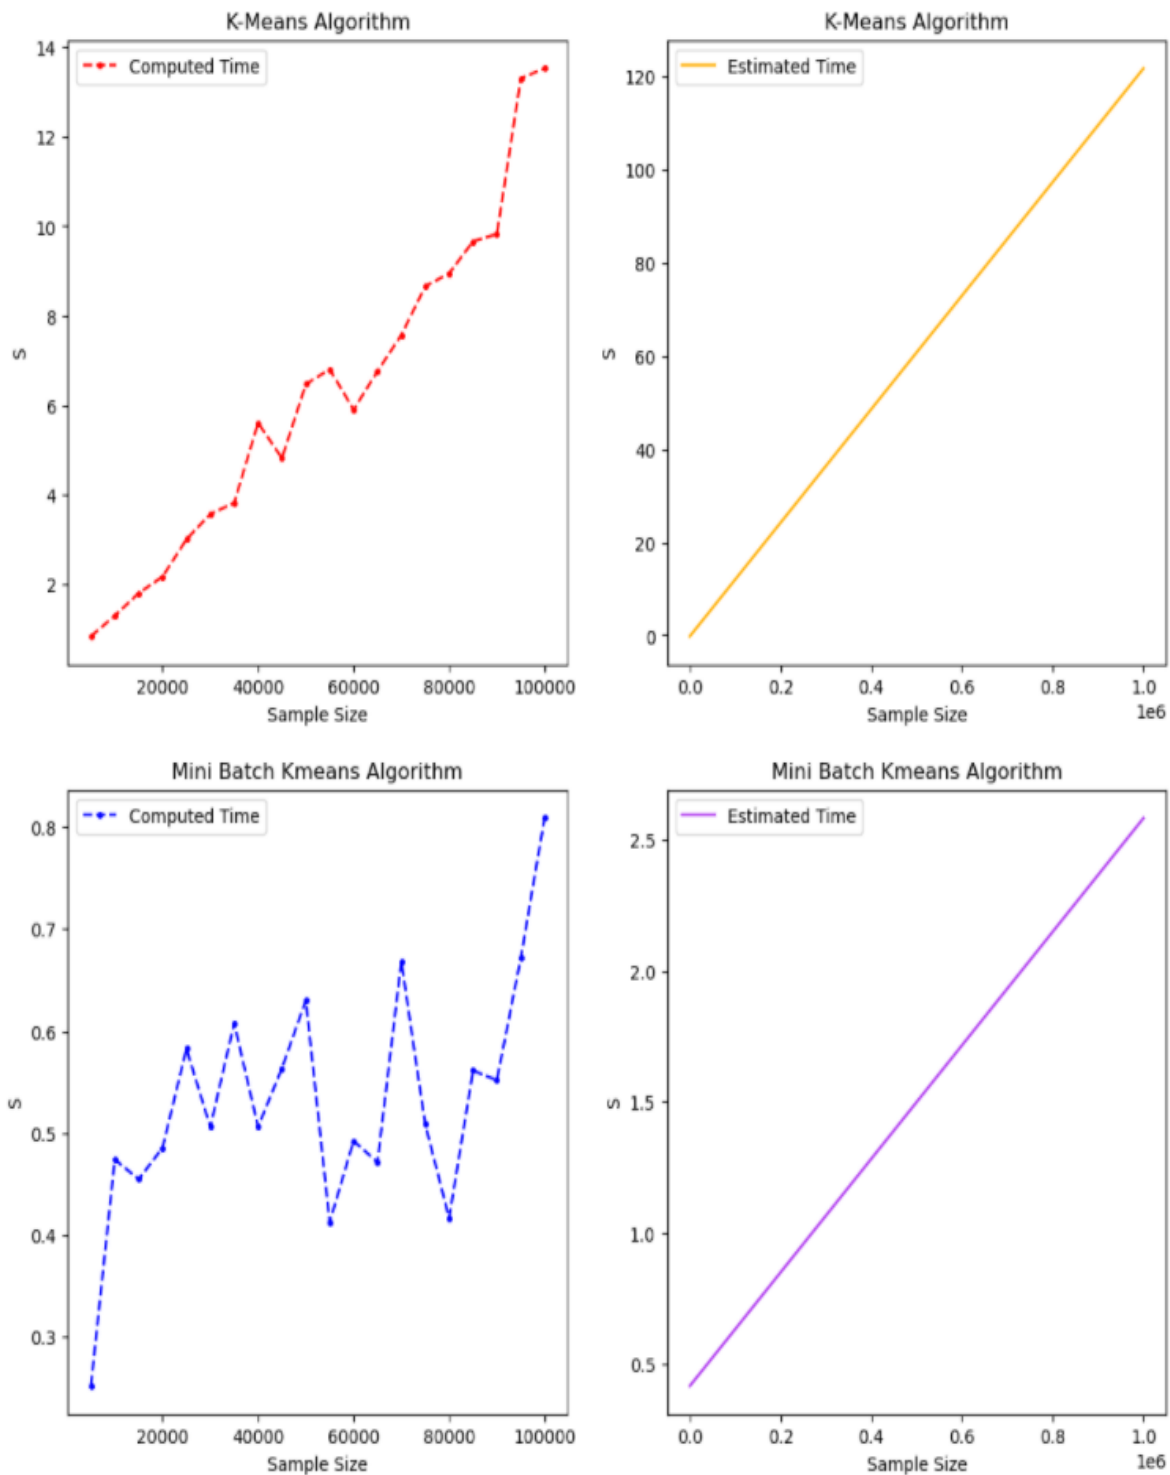 K-Means Algorithm
Computed Time
14
12
10
8
6
4
2
S
20000 40000 60000 80000 100000
Sample Size
K-Means Algorithm
Estimated Time
120
100
80
60
40
20
0
S
0.0 0.2 0.4 0.6 0.8 1.0
Sample Size
1e6
Mini Batch Kmeans Algorithm
Computed Time
0.8
0.7
0.6
0.5
0.4
0.3
S
20000 40000 60000 80000 100000
Sample Size
Mini Batch Kmeans Algorithm
Estimated Time
2.5
2.0
1.5
1.0
0.5
S
0.0 0.2 0.4 0.6 0.8 1.0
Sample Size
1e6